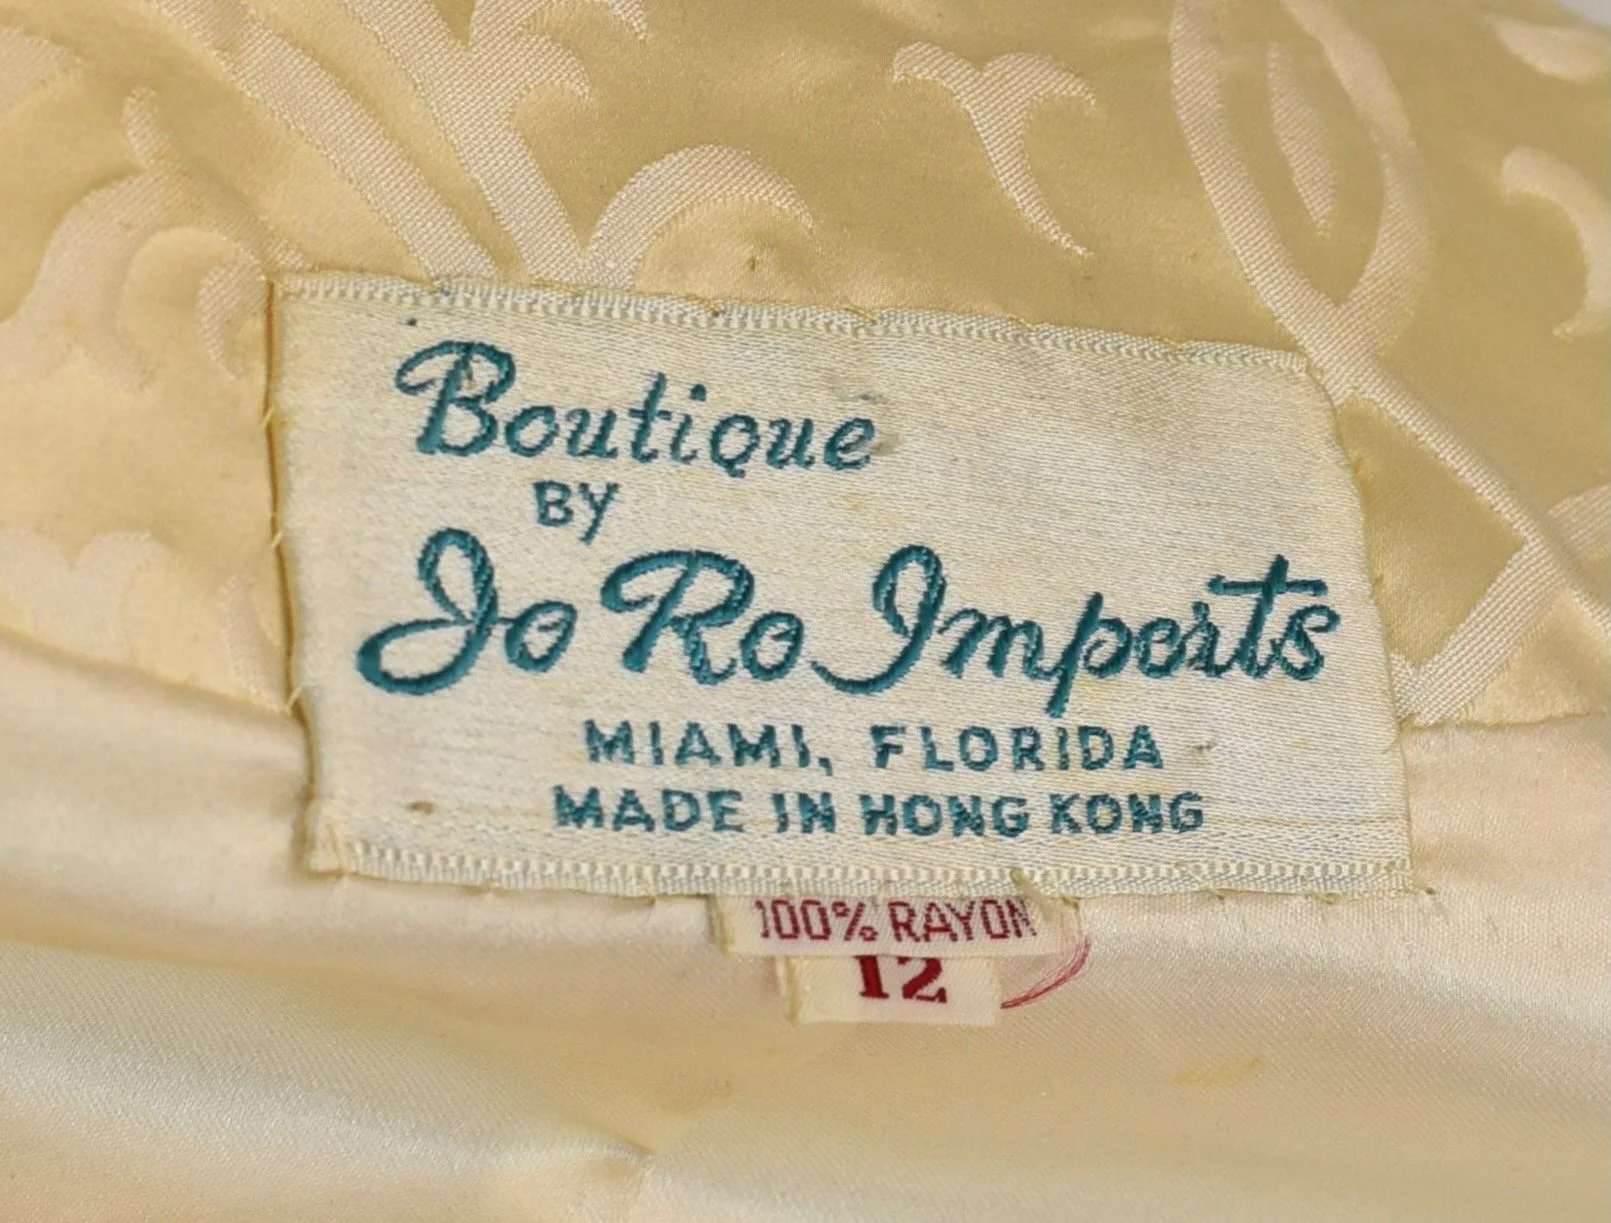 Boutique
BY
Jo Ro Imports
MIAMI, FLORIDA
MADE IN HONG KONG
100% RAYON
12